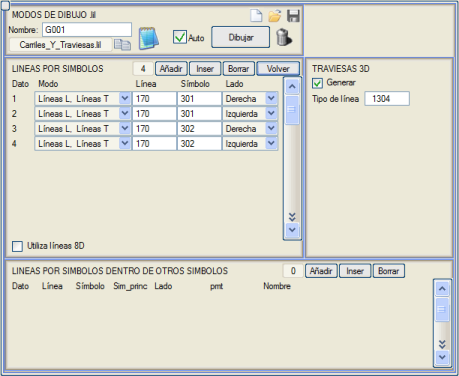 MODOS DE DIBUJO .lil
Nombre: G001
Carriles_Y_Traviesas.lil
Auto
Dibujar
LINEAS POR SIMBOLOS 4 Añadir Inser Borrar Volver
Dato Modo Línea Símbolo Lado
1 Líneas L, Líneas T 170 301 Derecha
2 Líneas L, Líneas T 170 301 Izquierda
3 Líneas L, Líneas T 170 302 Derecha
4 Líneas L, Líneas T 170 302 Izquierda
Utiliza líneas 8D
TRAVIESAS 3D
Generar
Tipo de línea 1304
LINEAS POR SIMBOLOS DENTRO DE OTROS SIMBOLOS 0 Añadir Inser Borrar
Dato Línea Símbolo Sim_princ Lado pmt Nombre